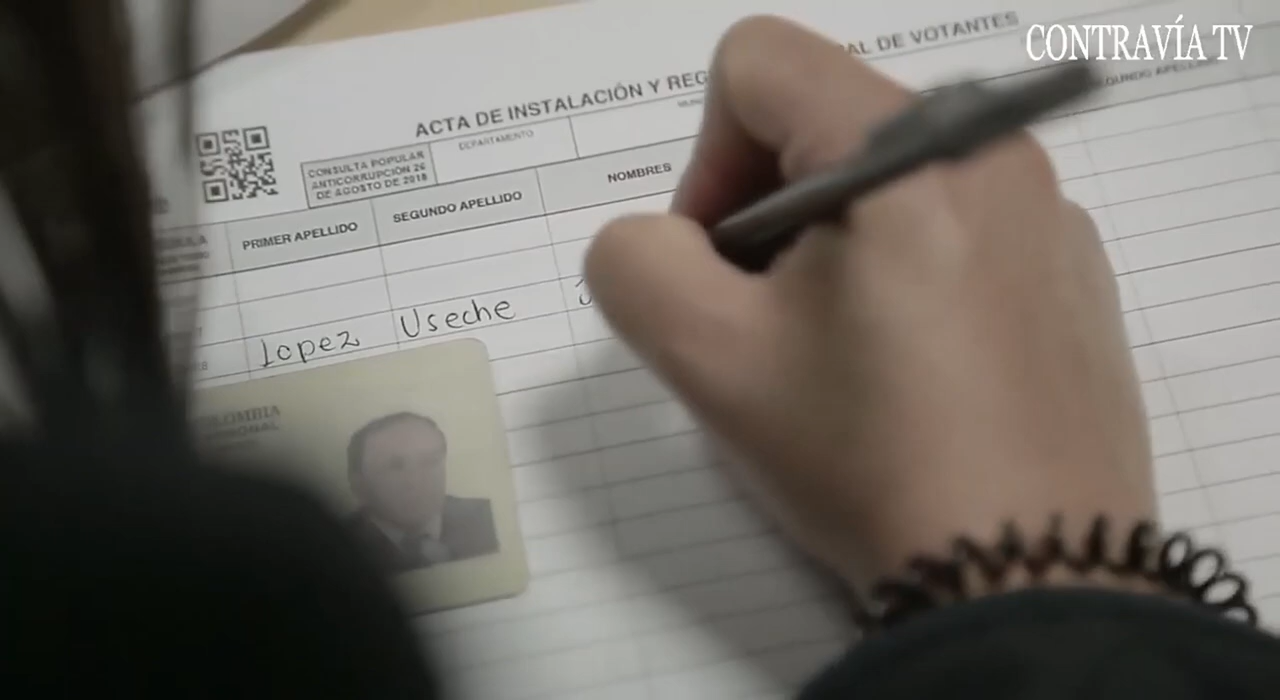 CONTRAVÍA TV
ACTA DE INSTALACIÓN Y REG AL DE VOTANTES
CONSULTA POPULAR
ANTICORRUPCIÓN 26
DE AGOSTO DE 2018
DEPARTAMENTO
PRIMER APELLIDO SEGUNDO APELLIDO NOMBRES
Lopez Useche